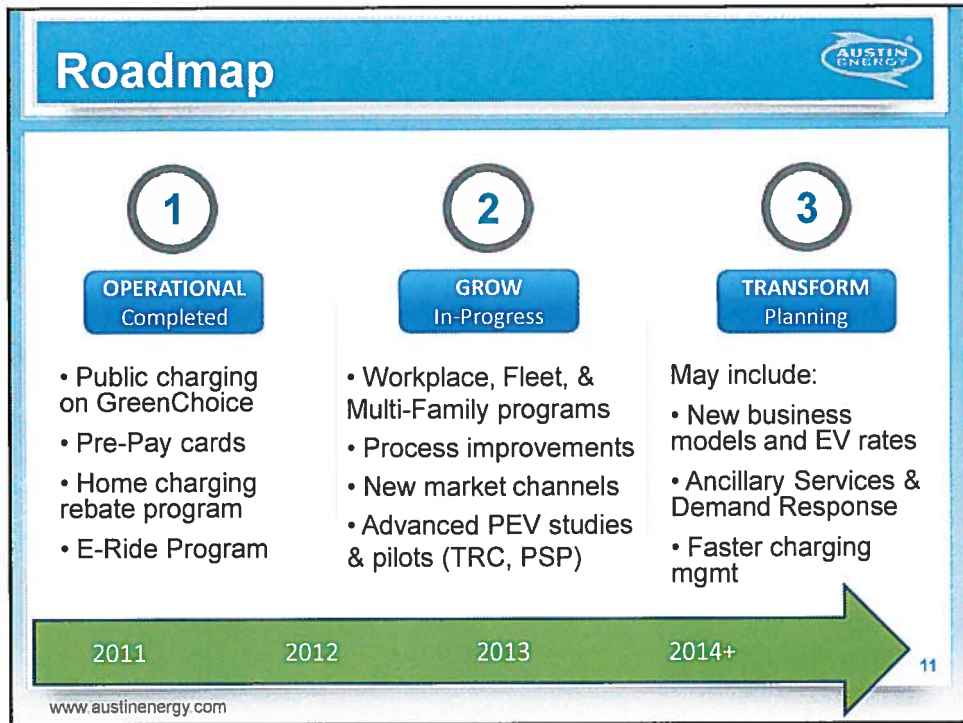 Roadmap
AUSTIN
ENERGY
®
1
OPERATIONAL
Completed
• Public charging
on GreenChoice
• Pre-Pay cards
• Home charging
rebate program
• E-Ride Program
2
GROW
In-Progress
• Workplace, Fleet, &
Multi-Family programs
• Process improvements
• New market channels
• Advanced PEV studies
& pilots (TRC, PSP)
3
TRANSFORM
Planning
May include:
• New business
models and EV rates
• Ancillary Services &
Demand Response
• Faster charging
mgmt
2011 2012 2013 2014+
11
www.austinenergy.com